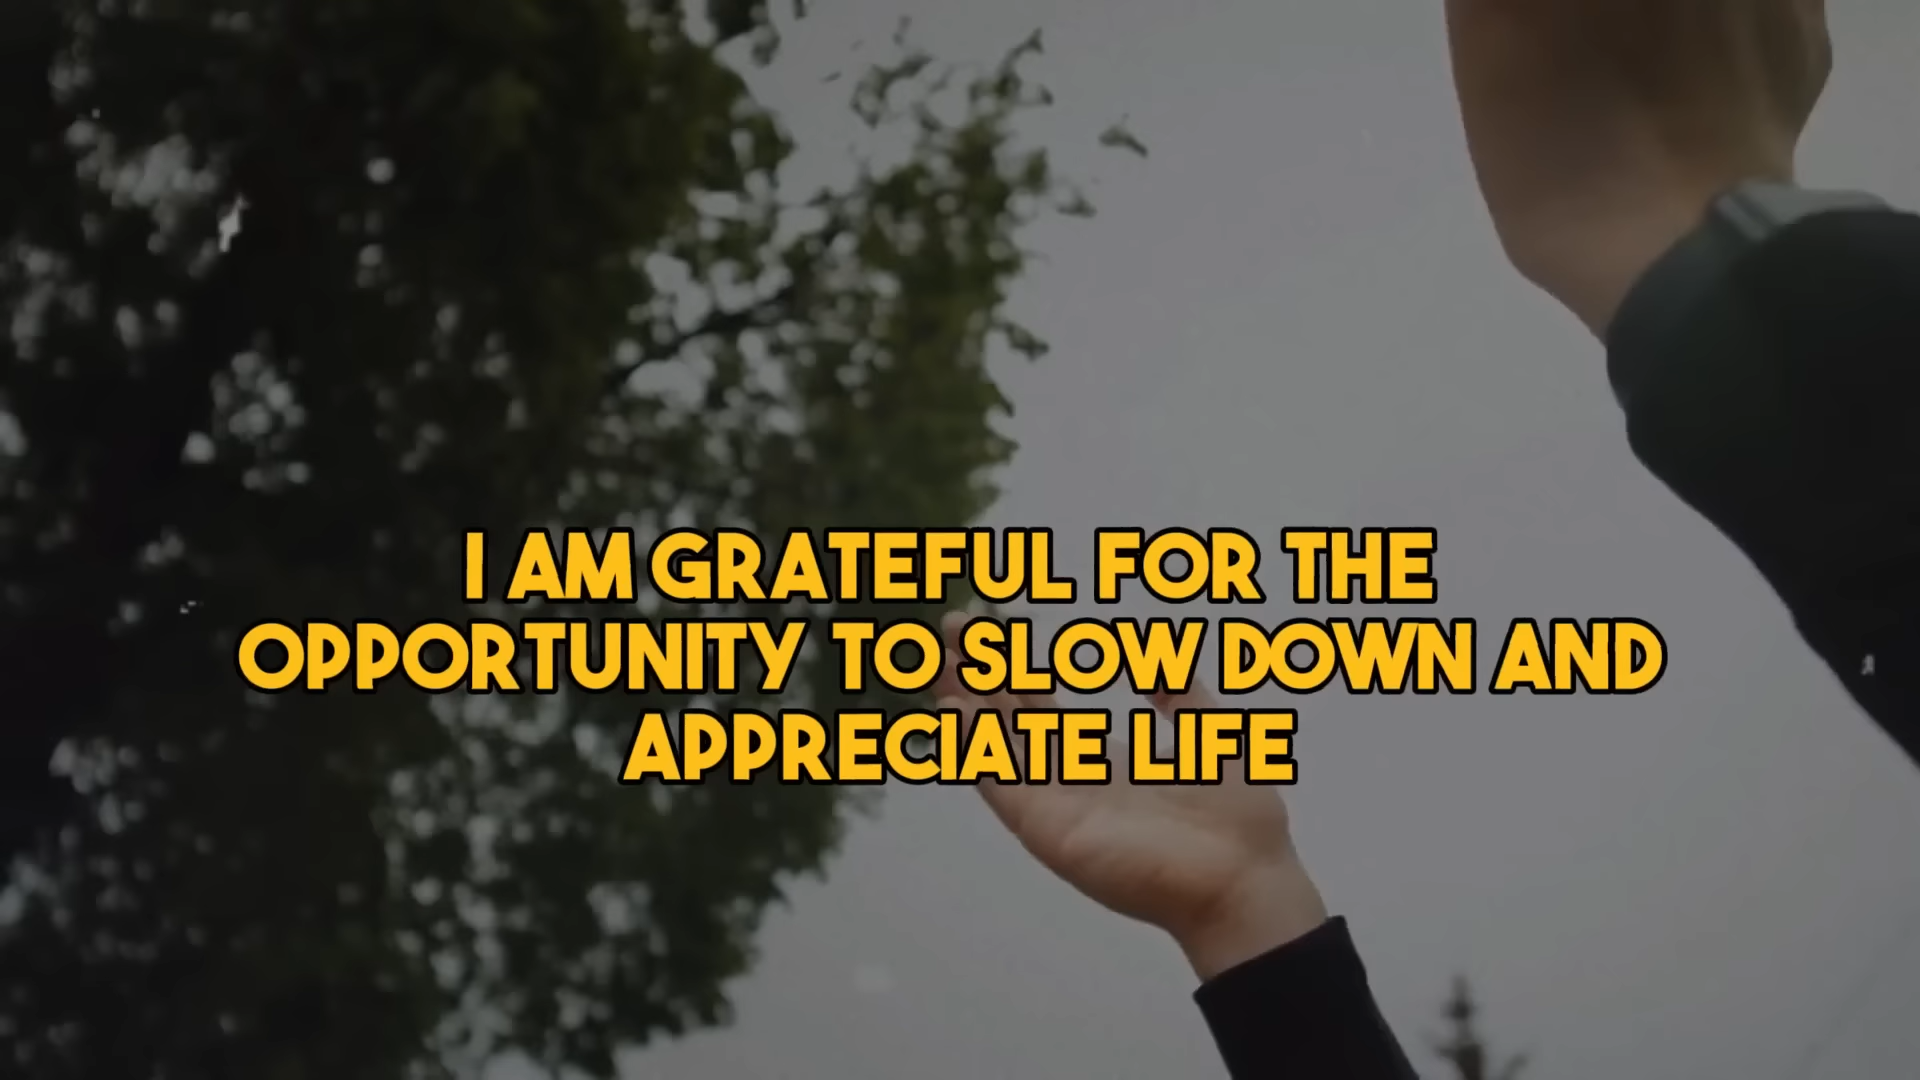 I AM GRATEFUL FOR THE
OPPORTUNITY TO SLOW DOWN AND
APPRECIATE LIFE